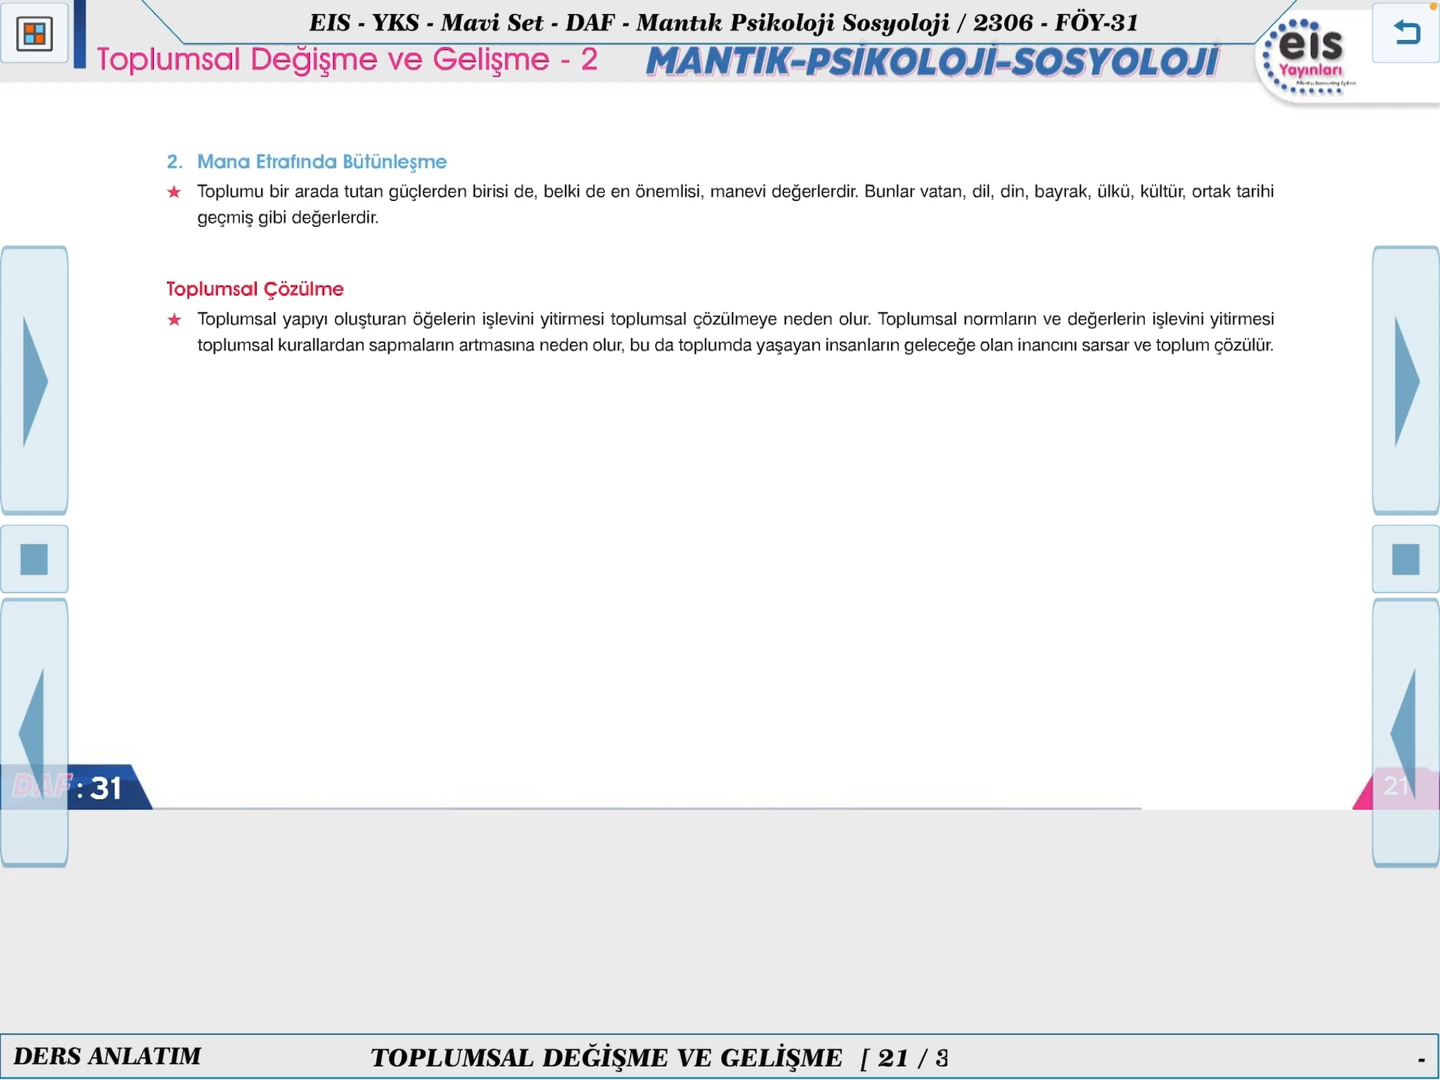 EIS - YKS - Mavi Set - DAF - Mantık Psikoloji Sosyoloji / 2306 - FÖY-31
Toplumsal Değişme ve Gelişme - 2
MANTIK-PSİKOLOJİ-SOSYOLOJİ
eis
Yayınları
2. Mana Etrafında Bütünleşme
★ Toplumu bir arada tutan güçlerden birisi de, belki de en önemlisi, manevi değerlerdir. Bunlar vatan, dil, din, bayrak, ülkü, kültür, ortak tarihi
geçmiş gibi değerlerdir.
Toplumsal Çözülme
★ Toplumsal yapıyı oluşturan öğelerin işlevini yitirmesi toplumsal çözülmeye neden olur. Toplumsal normların ve değerlerin işlevini yitirmesi
toplumsal kurallardan sapmaların artmasına neden olur, bu da toplumda yaşayan insanların geleceğe olan inancını sarsar ve toplum çözülür.
DAF : 31
21
DERS ANLATIM
TOPLUMSAL DEĞİŞME VE GELİŞME [ 21 / 3
-